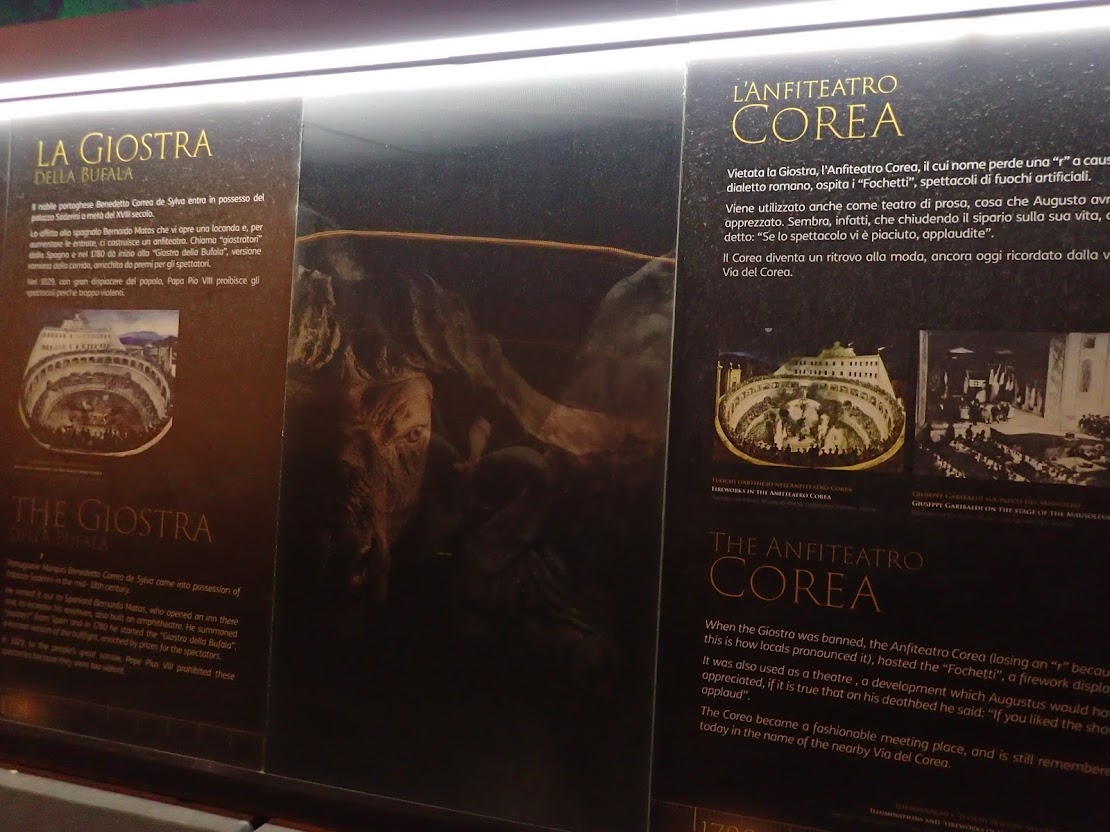 LA GIOSTRA
DELLA BUFALA
Il nobile portoghese Benedetto Correa de Sylva entra in possesso del
palazzo Soderini a metà del XVIII secolo.
Lo affitta allo spagnolo Bernardo Matas che vi apre una locanda e, per
aumentare le entrate, ci costruisce un anfiteatro. Chiama "giostratori"
dalla Spagna e nel 1780 dà inizio alla "Giostra della Bufala", versione
romana della corrida, arricchita da premi per gli spettatori.
Nel 1829, con gran dispiacere del popolo, Papa Pio VIII proibisce gli
spettacoli perché troppo violenti.
THE GIOSTRA
DELLA BUFALA
Portuguese Marquis Benedetto Correa de Sylva came into possession of
Palazzo Soderini in the mid- 18th century.
He rented it out to Spaniard Bernardo Matas, who opened an inn there
and, to increase his revenues, also built an amphitheatre. He summoned
from Spain and in 1780 he started the "Giostra della Bufala",
version of the bullfight, enriched by prizes for the spectators.
In 1829, to the people's great sorrow, Pope Pius VIII prohibited these
spectacles because they were too violent.
L'ANFITEATRO
COREA
Vietata la Giostra, l'Anfiteatro Corea, il cui nome perde una "r" a caus
dialetto romano, ospita i "Fochetti", spettacoli di fuochi artificiali.
Viene utilizzato anche come teatro di prosa, cosa che Augusto avr
apprezzato. Sembra, infatti, che chiudendo il sipario sulla sua vita, a
detto: "Se lo spettacolo vi è piaciuto, applaudite".
Il Corea diventa un ritrovo alla moda, ancora oggi ricordato dalla v
Via del Corea.
FUOCHI D'ARTIFICIO NELL'ANFITEATRO COREA
FIREWORKS IN THE ANFITEATRO COREA
GIUSEPPE GARIBALDI SUL PALCO DEL MAUSOLEO
GIUSEPPE GARIBALDI ON THE STAGE OF THE MAUSOLEU
THE ANFITEATRO
COREA
When the Giostra was banned, the Anfiteatro Corea (losing an "r" becau
this is how locals pronounced it), hosted the "Fochetti", a firework displa
It was also used as a theatre , a development which Augustus would ha
appreciated, if it is true that on his deathbed he said: "If you liked the sho
applaud".
The Corea became a fashionable meeting place, and is still remembere
today in the name of the nearby Via del Corea.
1780